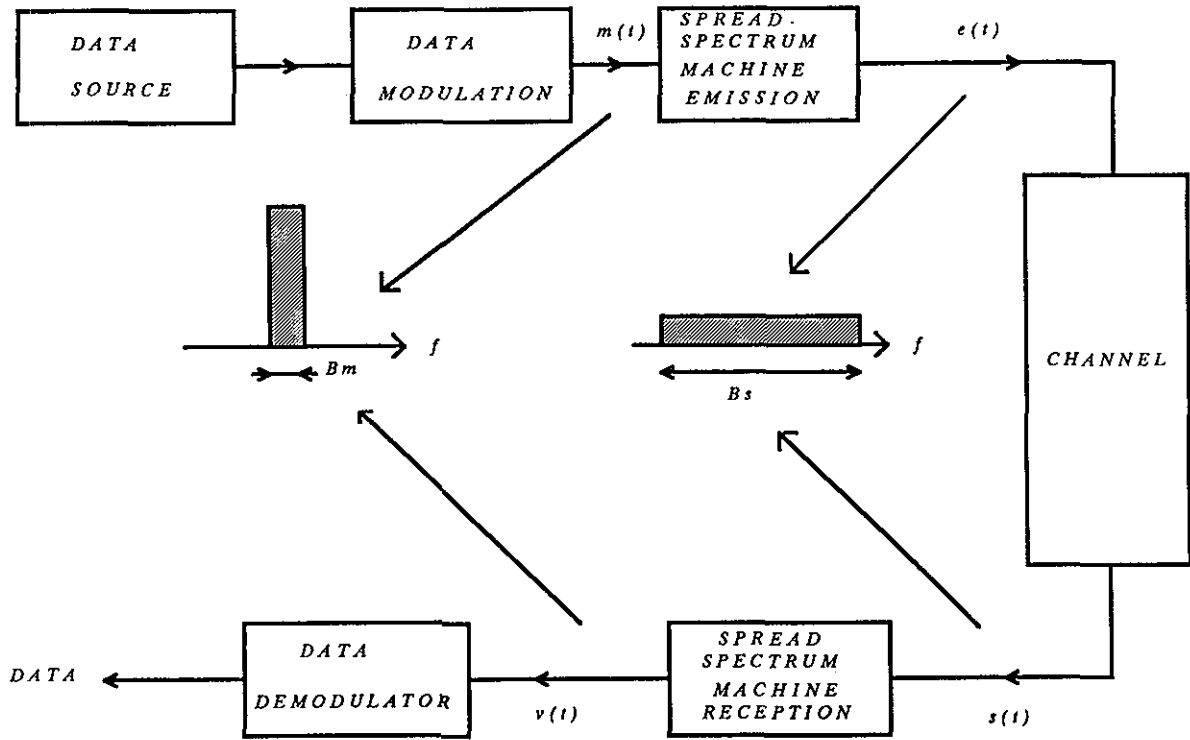 DATA
SOURCE
DATA
MODULATION
m(t)
SPREAD-
SPECTRUM
MACHINE
EMISSION
e(t)
f
Bm
f
Bs
CHANNEL
DATA
DATA
DEMODULATOR
v(t)
SPREAD
SPECTRUM
MACHINE
RECEPTION
s(t)